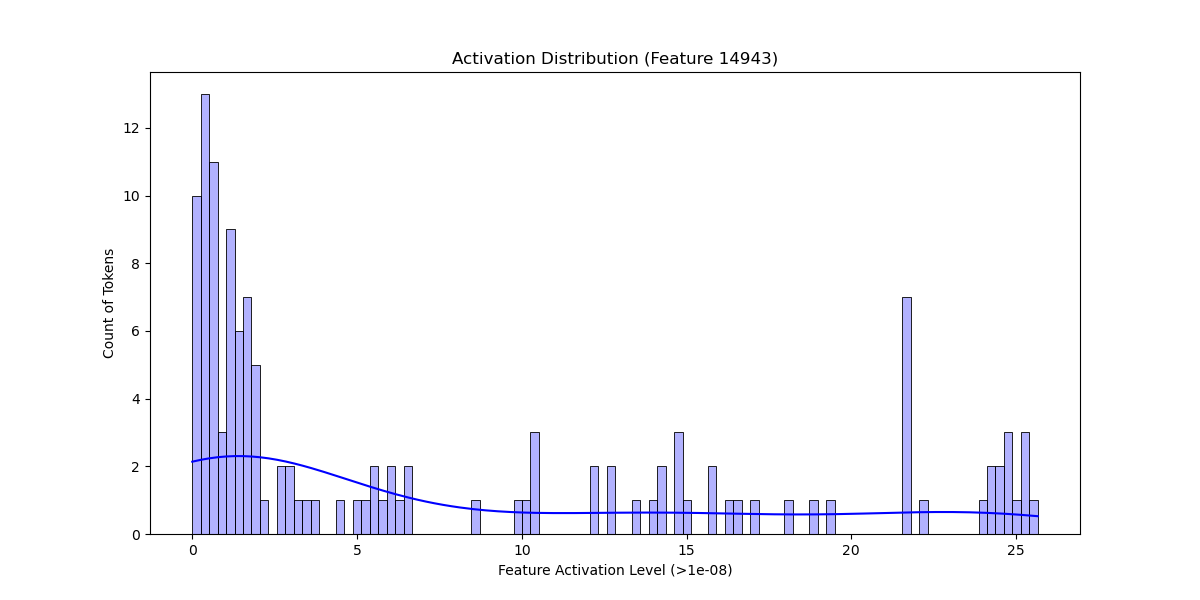 Activation Distribution (Feature 14943)
12
10
8
6
4
2
0
Count of Tokens
0 5 10 15 20 25
Feature Activation Level (>1e-08)